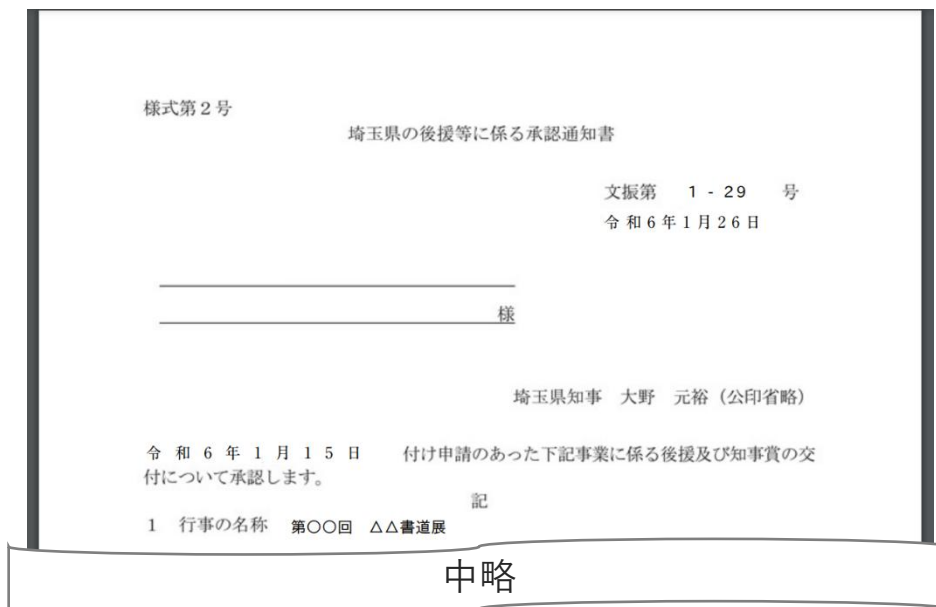 様式第２号
埼玉県の後援等に係る承認通知書
文振第　1 - 29　号
令和６年１月２６日
様
埼玉県知事　大野　元裕（公印省略）
令和６年１月１５日　付け申請のあった下記事業に係る後援及び知事賞の交
付について承認します。
記
１　行事の名称　第〇〇回　△△書道展
中略